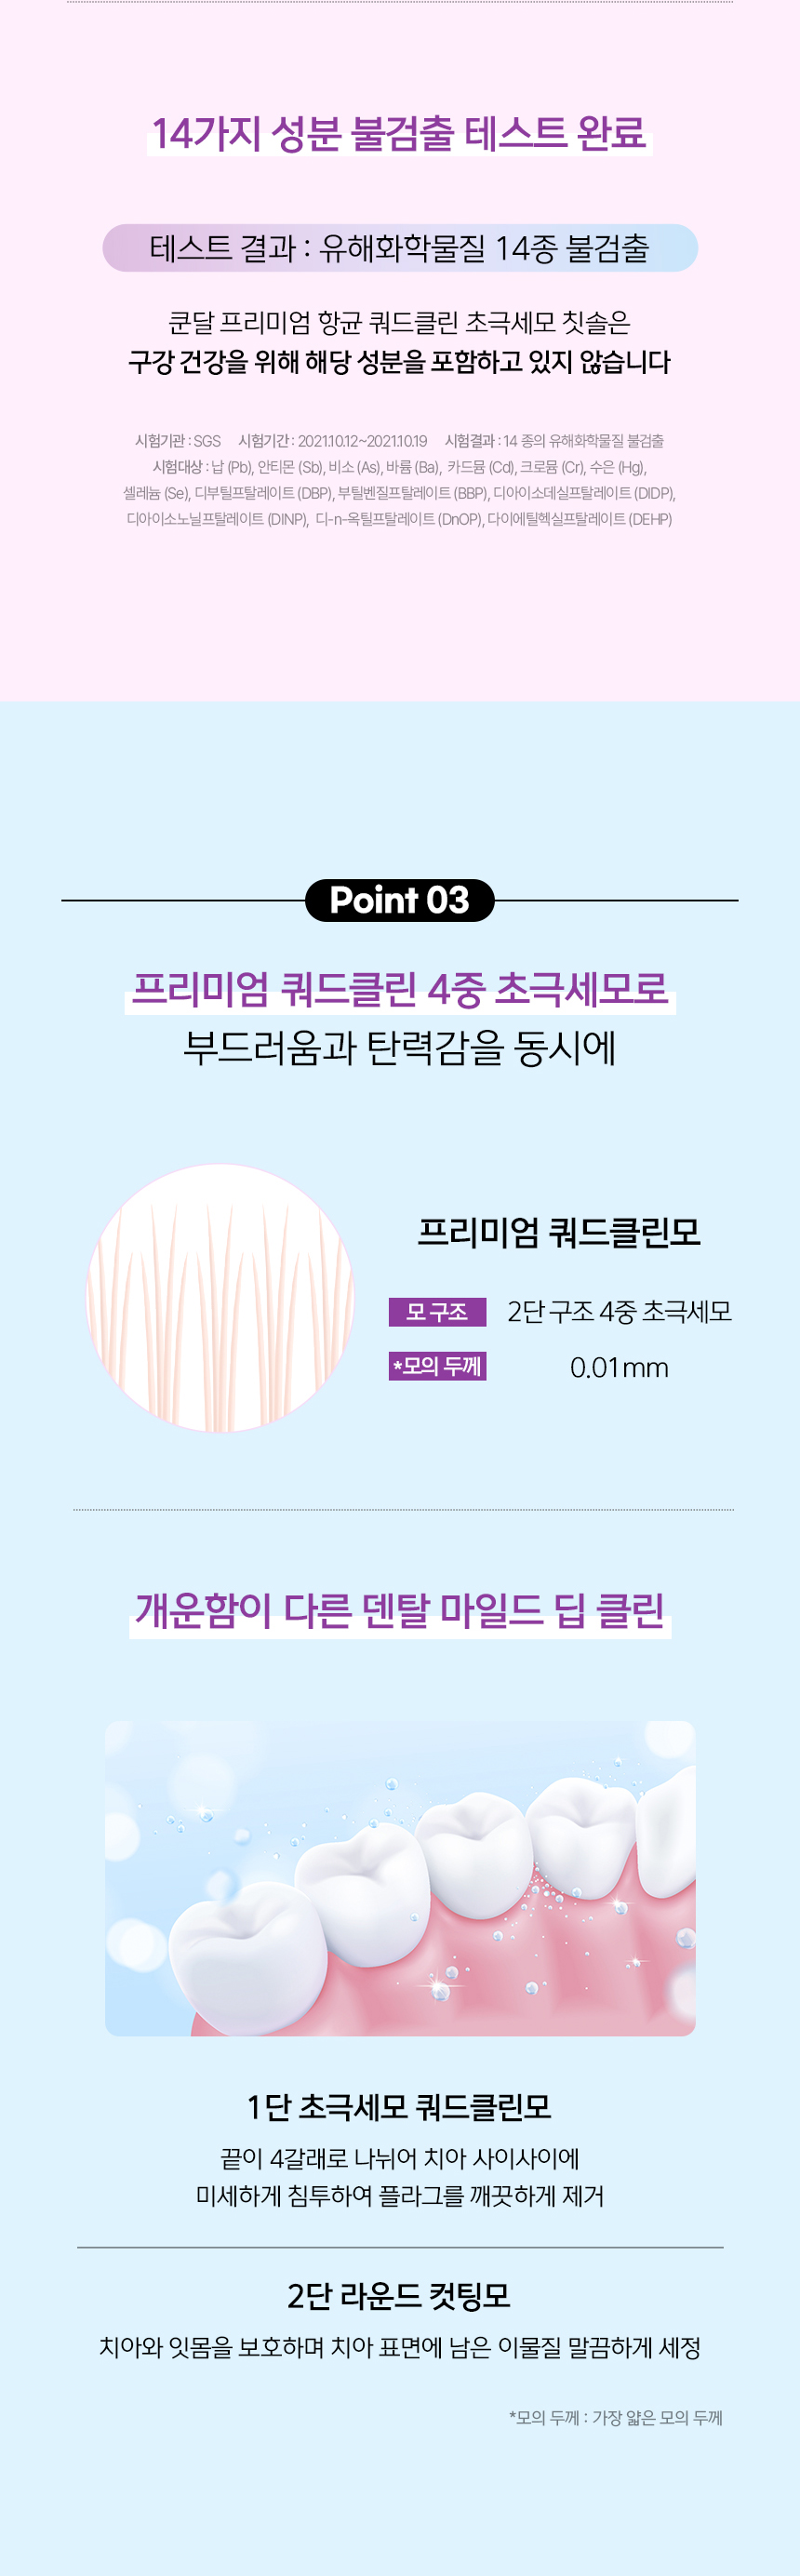 14가지 성분 불검출 테스트 완료
테스트 결과 : 유해화학물질 14종 불검출
쿤달 프리미엄 항균 쿼드클린 초극세모 칫솔은
구강 건강을 위해 해당 성분을 포함하고 있지 않습니다
시험기관 : SGS 시험기간 : 2021.10.12~2021.10.19 시험결과 : 14 종의 유해화학물질 불검출
시험대상 : 납 (Pb), 안티몬 (Sb), 비소 (As), 바륨 (Ba), 카드뮴 (Cd), 크로뮴 (Cr), 수은 (Hg),
셀레늄 (Se), 디부틸프탈레이트 (DBP), 부틸벤질프탈레이트 (BBP), 디아이소데실프탈레이트 (DIDP),
디아이소노닐프탈레이트 (DINP), 디-n-옥틸프탈레이트 (DnOP), 다이에틸헥실프탈레이트 (DEHP)
Point 03
프리미엄 쿼드클린 4중 초극세모로
부드러움과 탄력감을 동시에
프리미엄 쿼드클린모
모 구조 2단 구조 4중 초극세모
*모의 두께 0.01mm
개운함이 다른 덴탈 마일드 딥 클린
1단 초극세모 쿼드클린모
끝이 4갈래로 나뉘어 치아 사이사이에
미세하게 침투하여 플라그를 깨끗하게 제거
2단 라운드 컷팅모
치아와 잇몸을 보호하며 치아 표면에 남은 이물질 말끔하게 세정
*모의 두께 : 가장 얇은 모의 두께